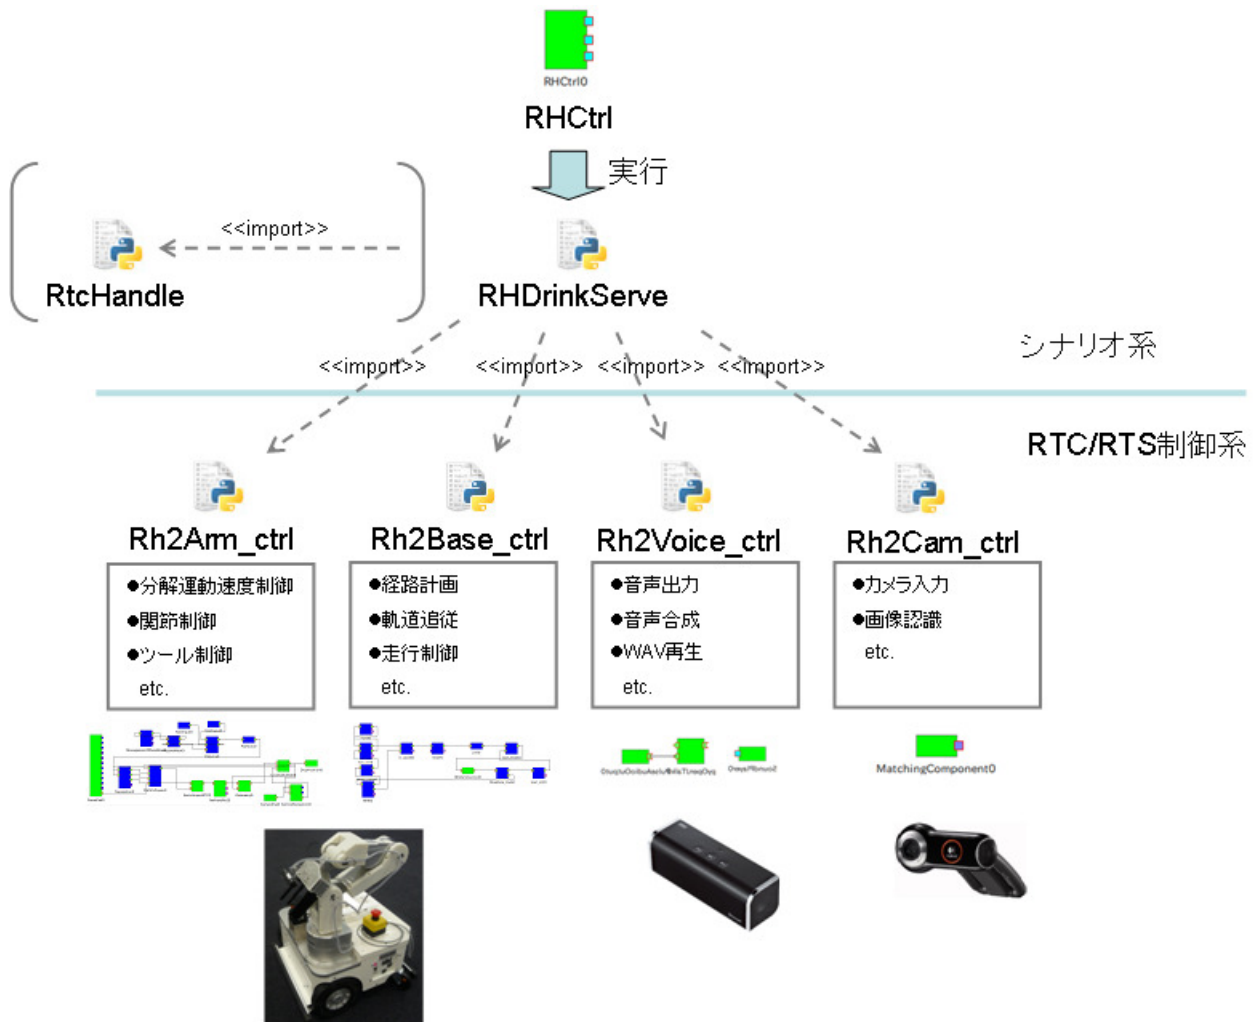 RHCtrl0
RHCtrl
実行
<<import>>
RtcHandle
RHDrinkServe
シナリオ系
<<import>>
<<import>>
<<import>>
<<import>>
RTC/RTS制御系
Rh2Arm_ctrl
●分解運動速度制御
●関節制御
●ツール制御
etc.
Rh2Base_ctrl
●経路計画
●軌道追従
●走行制御
etc.
Rh2Voice_ctrl
●音声出力
●音声合成
●WAV再生
etc.
Rh2Cam_ctrl
●カメラ入力
●画像認識
etc.
MatchingComponent0